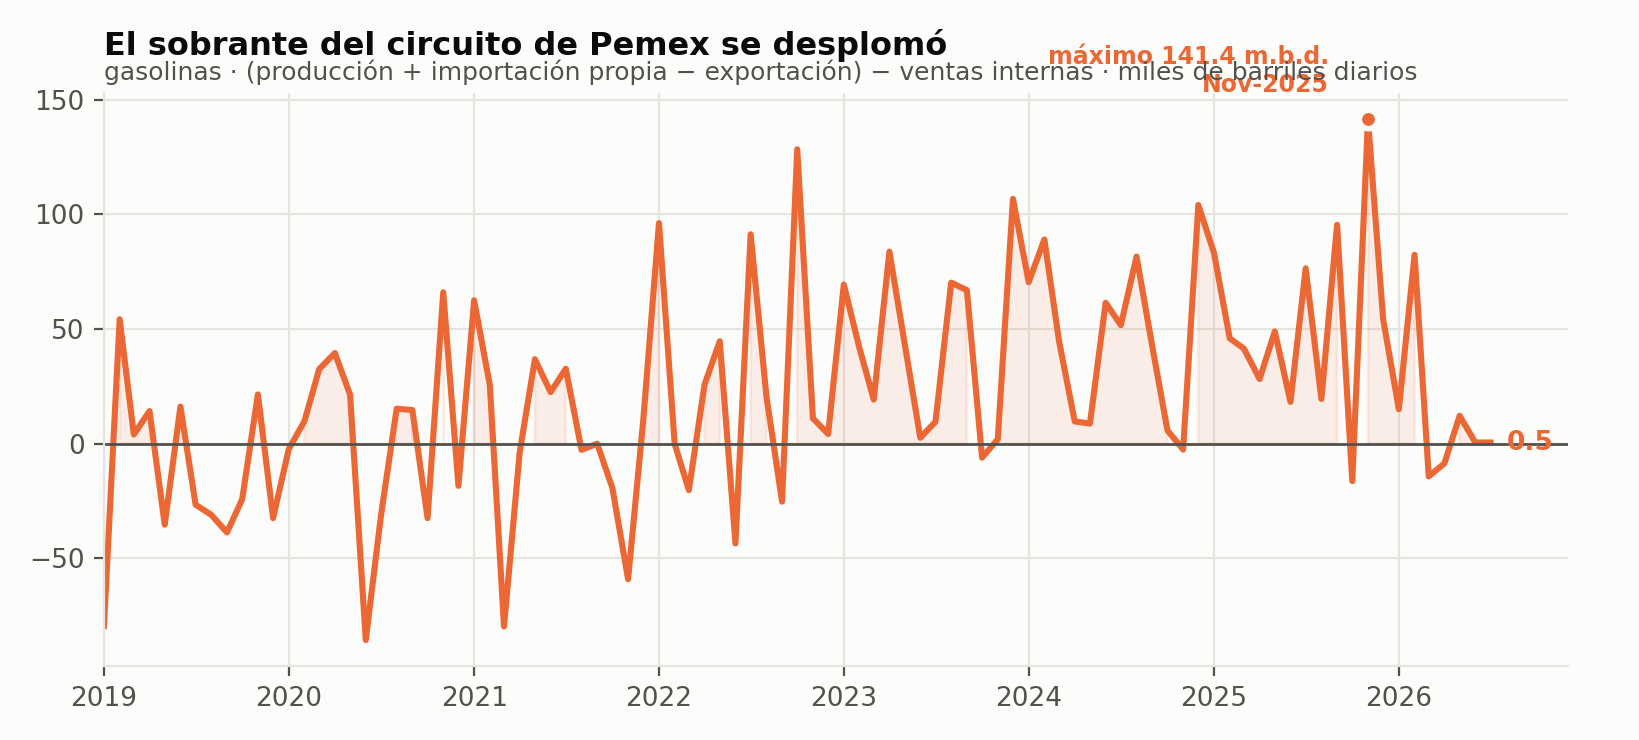 El sobrante del circuito de Pemex se desplomó
máximo 141.4 m.b.d.
gasolinas · (producción + importación propia − exportación) − ventas internas · miles de barriles diarios
Nov-2025
150
100
50
0
0.5
−50
2019 2020 2021 2022 2023 2024 2025 2026